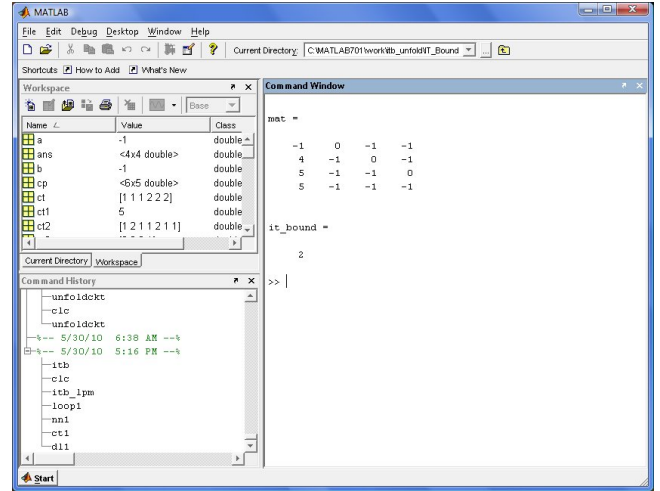 MATLAB
File Edit Debug Desktop Window Help
Current Directory: C:\MATLAB701\work\itb_unfold\IT_Bound
Shortcuts How to Add What's New
Workspace
Base
Name Value Class
a -1 double
ans <4x4 double> double
b -1 double
cp <6x5 double> double
ct [1 1 1 2 2 2] double
ct1 5 double
ct2 [1 2 1 1 2 1 1] double
Current Directory Workspace
Command History
unfoldckt
clc
unfoldckt
%-- 5/30/10 6:38 AM --%
%-- 5/30/10 5:16 PM --%
itb
clc
itb_lpm
loop1
nn1
ct1
dl1
Command Window
mat =
-1 0 -1 -1
4 -1 0 -1
5 -1 -1 0
5 -1 -1 -1
it_bound =
2
>>
Start